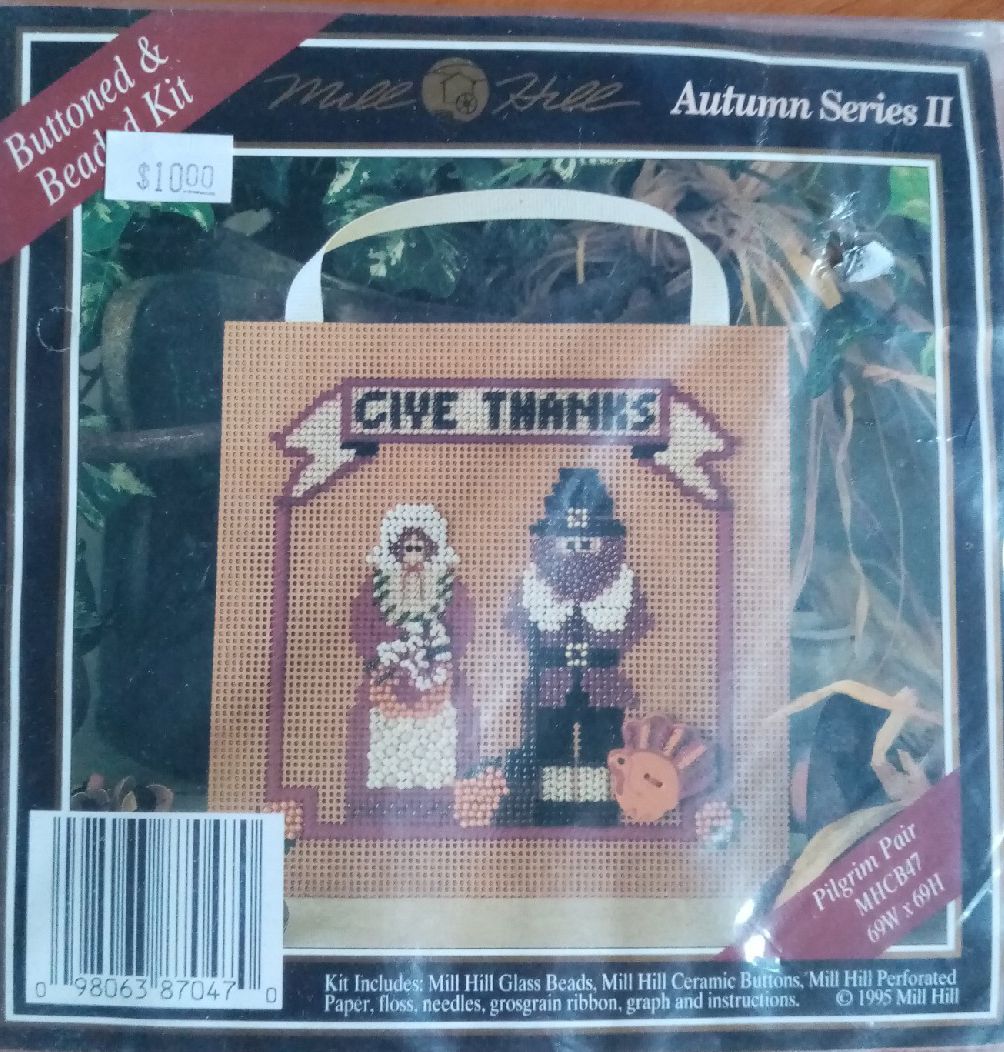 Buttoned &
Beaded Kit
$10.00
Mill Hill
Autumn Series II
GIVE THANKS
Pilgrim Pair
MHCB47
69W x 69H
0 98063 87047 0
Kit Includes: Mill Hill Glass Beads, Mill Hill Ceramic Buttons, Mill Hill Perforated
Paper, floss, needles, grosgrain ribbon, graph and instructions. © 1995 Mill Hill